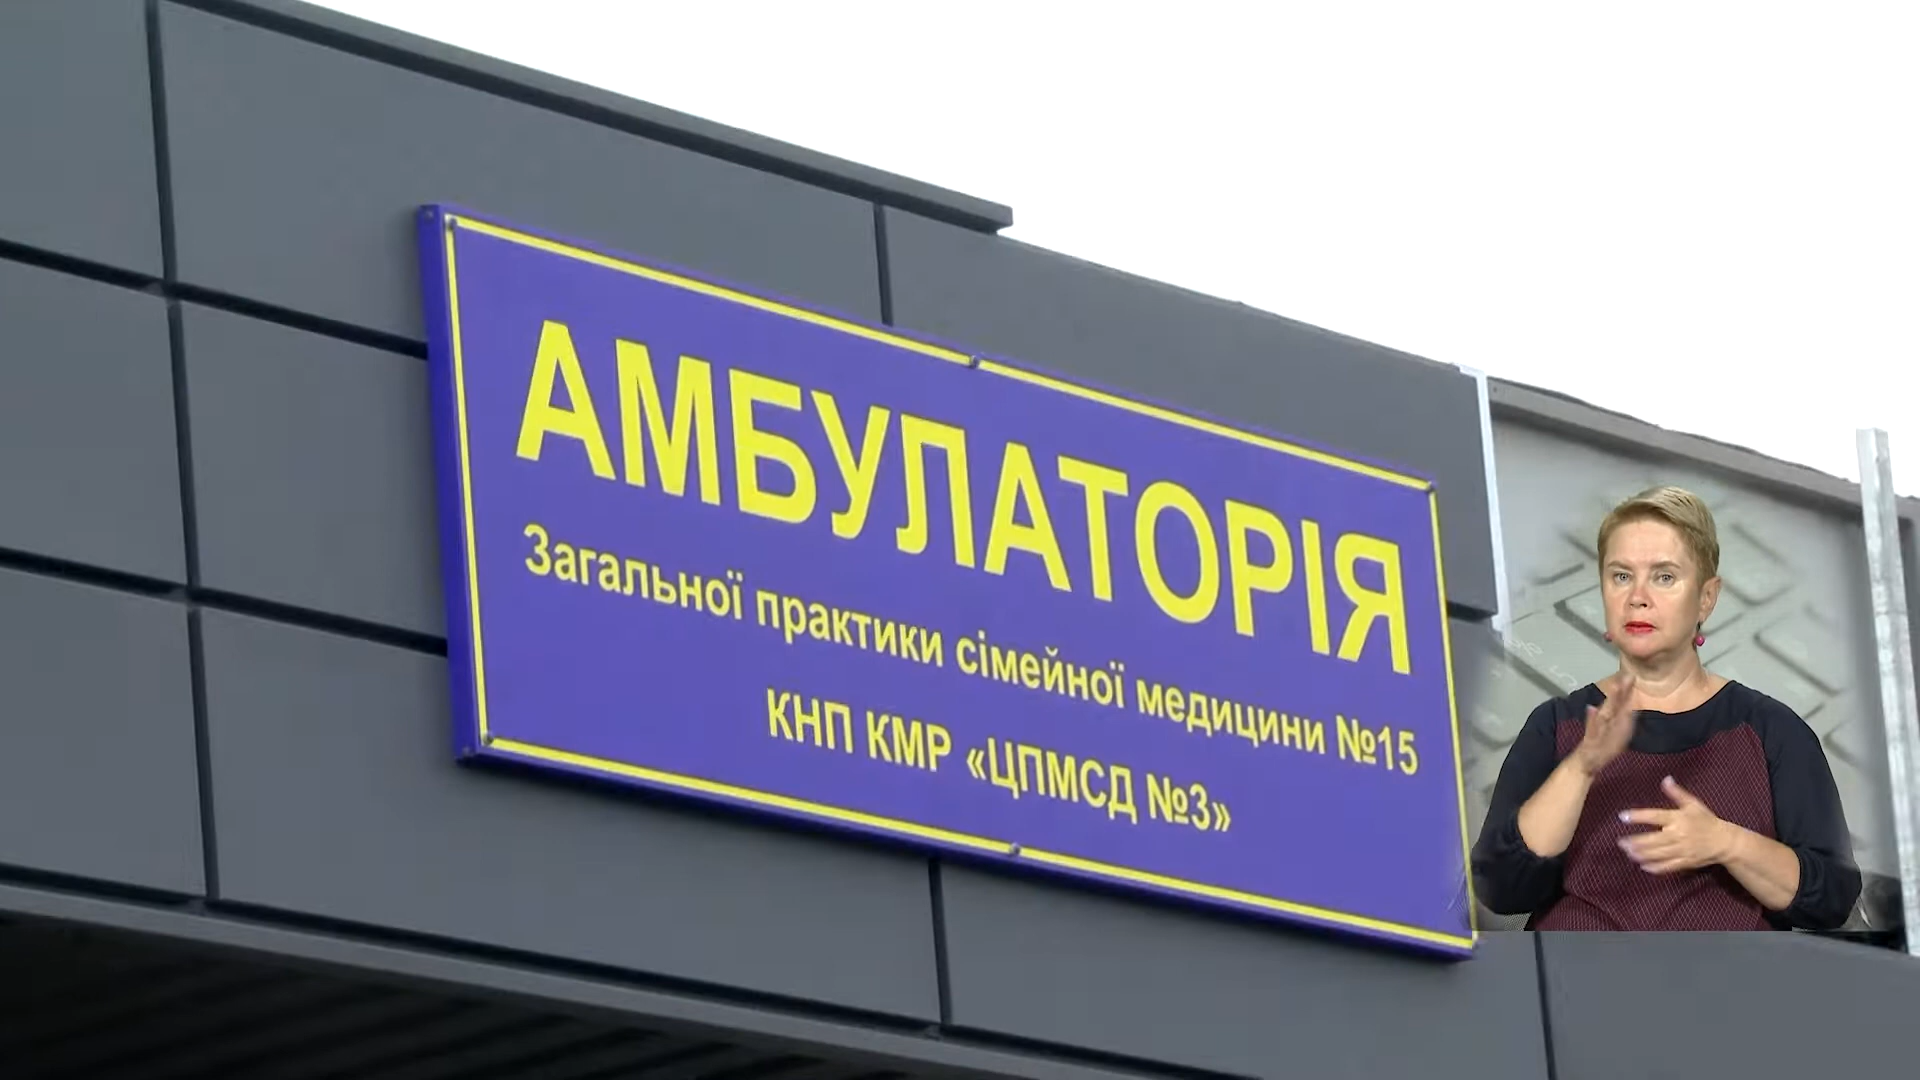 АМБУЛАТОРІЯ
Загальної практики сімейної медицини №15
КНП КМР «ЦПМСД №3»